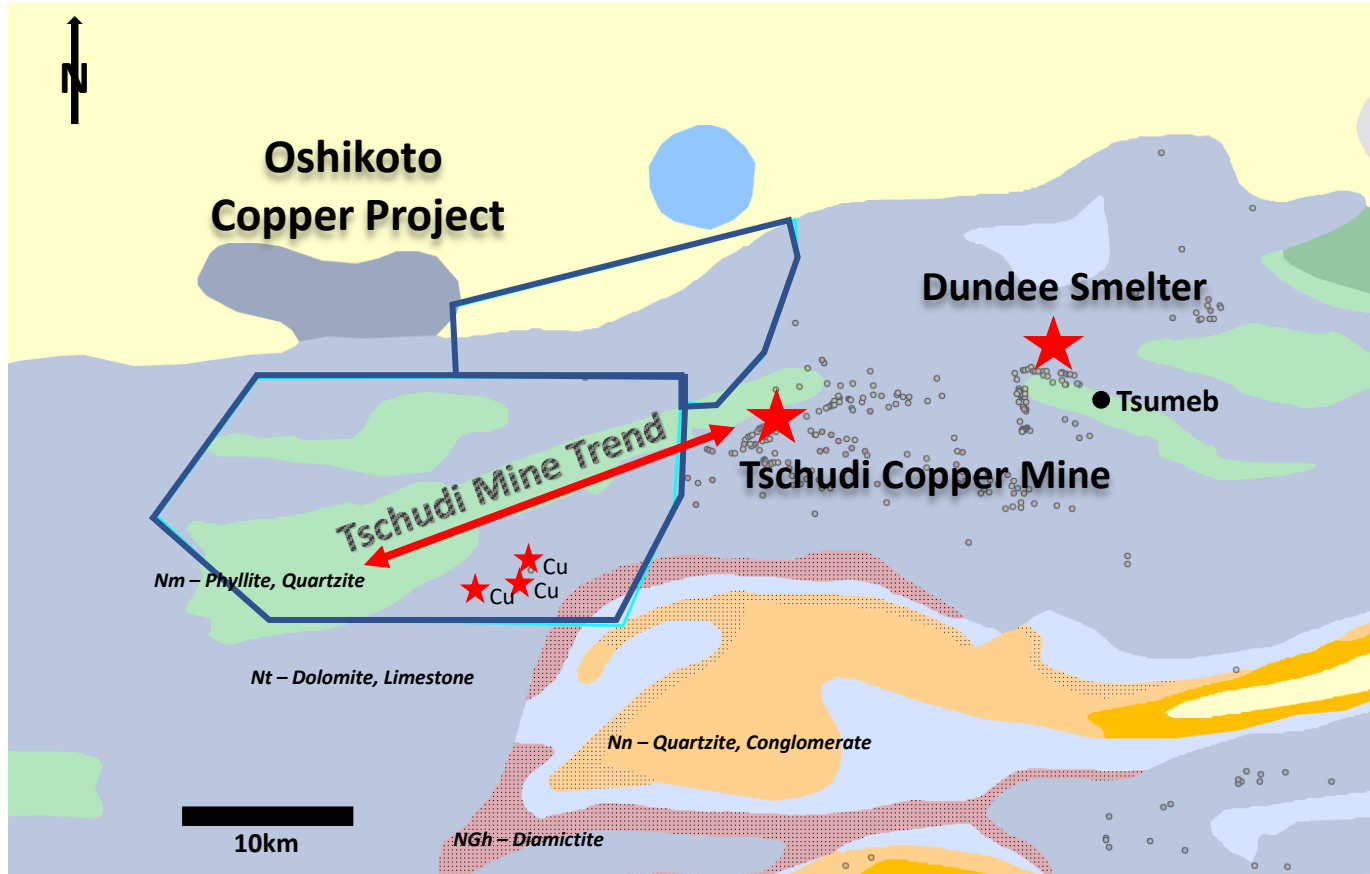 N
Oshikoto
Copper Project
Dundee Smelter
Tsumeb
Tschudi Mine Trend
Tschudi Copper Mine
Cu
Cu
Cu
Nm – Phyllite, Quartzite
Nt – Dolomite, Limestone
Nn – Quartzite, Conglomerate
10km
NGh – Diamictite